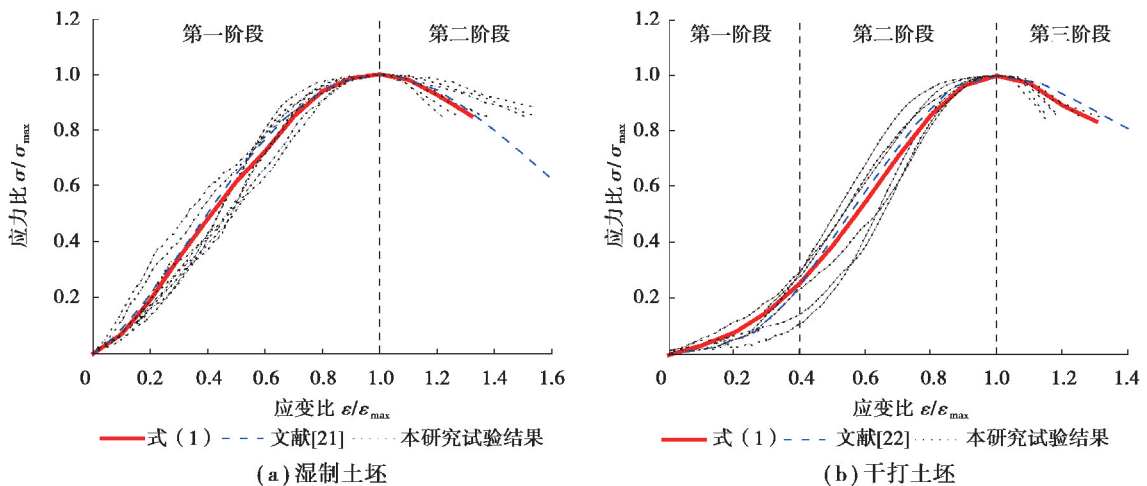 1.2
1.0
0.8
0.6
0.4
0.2
0
0.2
0.4
0.6
0.8
1.0
1.2
1.4
1.6
应力比 σ/σmax
应变比 ε/εmax
第一阶段
第二阶段
式（1）
文献[21]
本研究试验结果
(a)湿制土坯
1.2
1.0
0.8
0.6
0.4
0.2
0
0.2
0.4
0.6
0.8
1.0
1.2
1.4
应力比 σ/σmax
应变比 ε/εmax
第一阶段
第二阶段
第三阶段
式（1）
文献[22]
本研究试验结果
(b)干打土坯